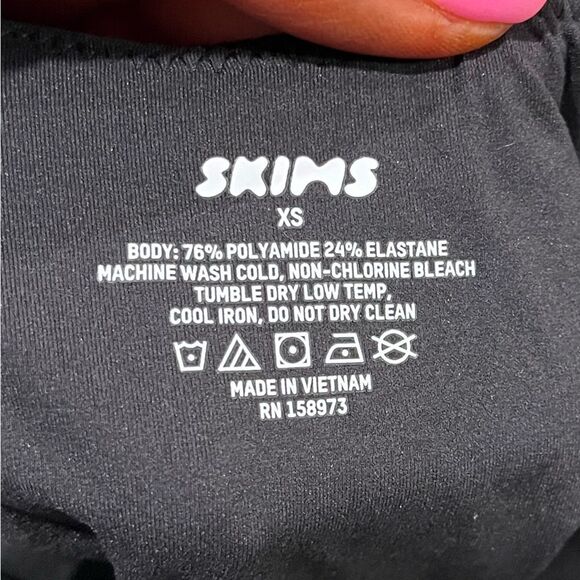 SKIMS
XS
BODY: 76% POLYAMIDE 24% ELASTANE
MACHINE WASH COLD, NON-CHLORINE BLEACH
TUMBLE DRY LOW TEMP,
COOL IRON, DO NOT DRY CLEAN
MADE IN VIETNAM
RN 158973